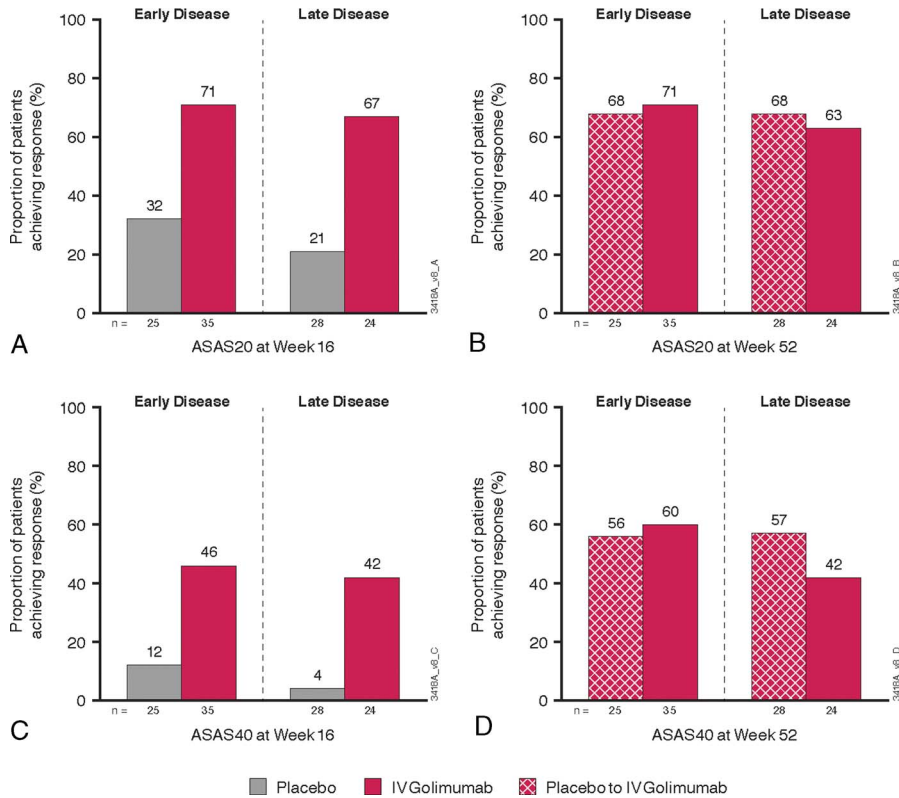 Early Disease Late Disease
Proportion of patients
achieving response (%)
100
80
60
40
20
0
32 71 21 67
n = 25 35 28 24
3418A_v8_A
A
ASAS20 at Week 16
Early Disease Late Disease
Proportion of patients
achieving response (%)
100
80
60
40
20
0
68 71 68 63
n = 25 35 28 24
3418A_v8_B
B
ASAS20 at Week 52
Early Disease Late Disease
Proportion of patients
achieving response (%)
100
80
60
40
20
0
12 46 4 42
n = 25 35 28 24
3418A_v8_C
C
ASAS40 at Week 16
Early Disease Late Disease
Proportion of patients
achieving response (%)
100
80
60
40
20
0
56 60 57 42
n = 25 35 28 24
3418A_v8_D
D
ASAS40 at Week 52
Placebo IV Golimumab Placebo to IV Golimumab